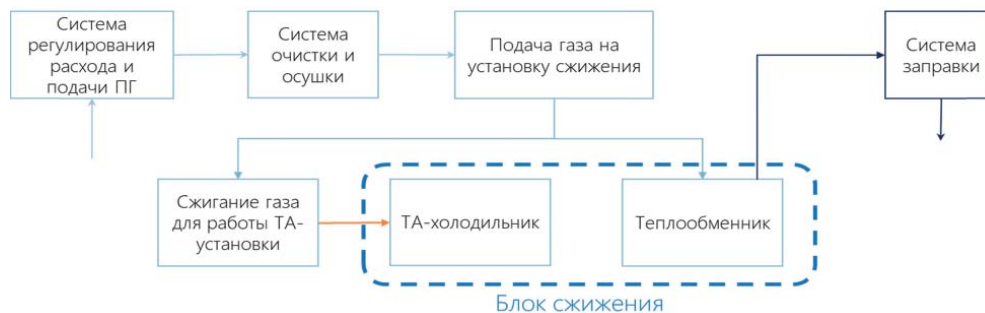 Система
регулирования
расхода и
подачи ПГ
Система
очистки и
осушки
Подача газа на
установку сжижения
Система
заправки
Сжигание газа
для работы ТА-
установки
ТА-холодильник
Теплообменник
Блок сжижения